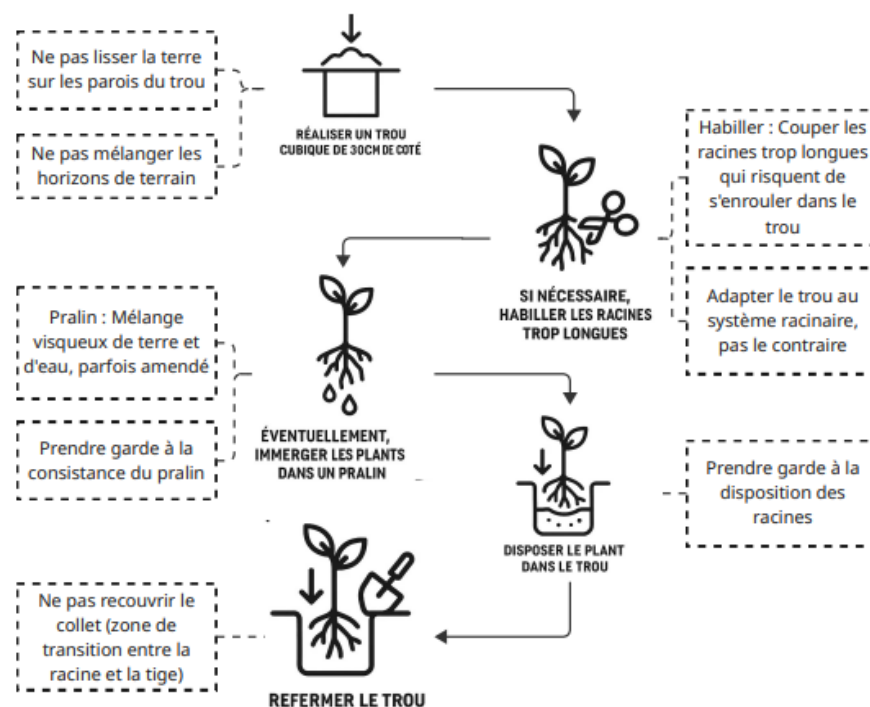 Ne pas lisser la terre
sur les parois du trou
Ne pas mélanger les
horizons de terrain
RÉALISER UN TROU
CUBIQUE DE 30CM DE COTÉ
Habiller : Couper les
racines trop longues
qui risquent de
s'enrouler dans le
trou
Adapter le trou au
système racinaire,
pas le contraire
SI NÉCESSAIRE,
HABILLER LES RACINES
TROP LONGUES
Pralin : Mélange
visqueux de terre et
d'eau, parfois amendé
Prendre garde à la
consistance du pralin
ÉVENTUELLEMENT,
IMMERGER LES PLANTS
DANS UN PRALIN
Prendre garde à la
disposition des
racines
DISPOSER LE PLANT
DANS LE TROU
Ne pas recouvrir le
collet (zone de
transition entre la
racine et la tige)
REFERMER LE TROU